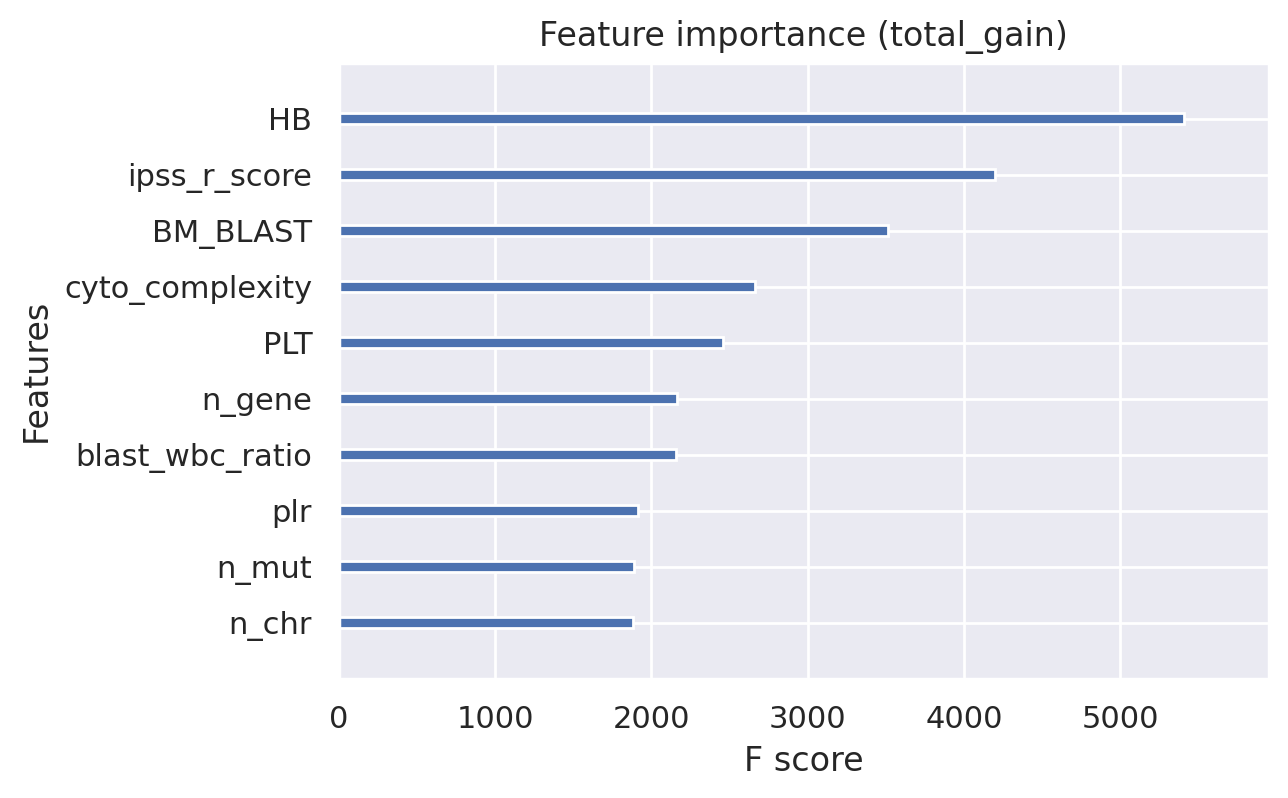 Feature importance (total_gain)
HB
ipss_r_score
BM_BLAST
cyto_complexity
PLT
n_gene
blast_wbc_ratio
plr
n_mut
n_chr
Features
0 1000 2000 3000 4000 5000
F score